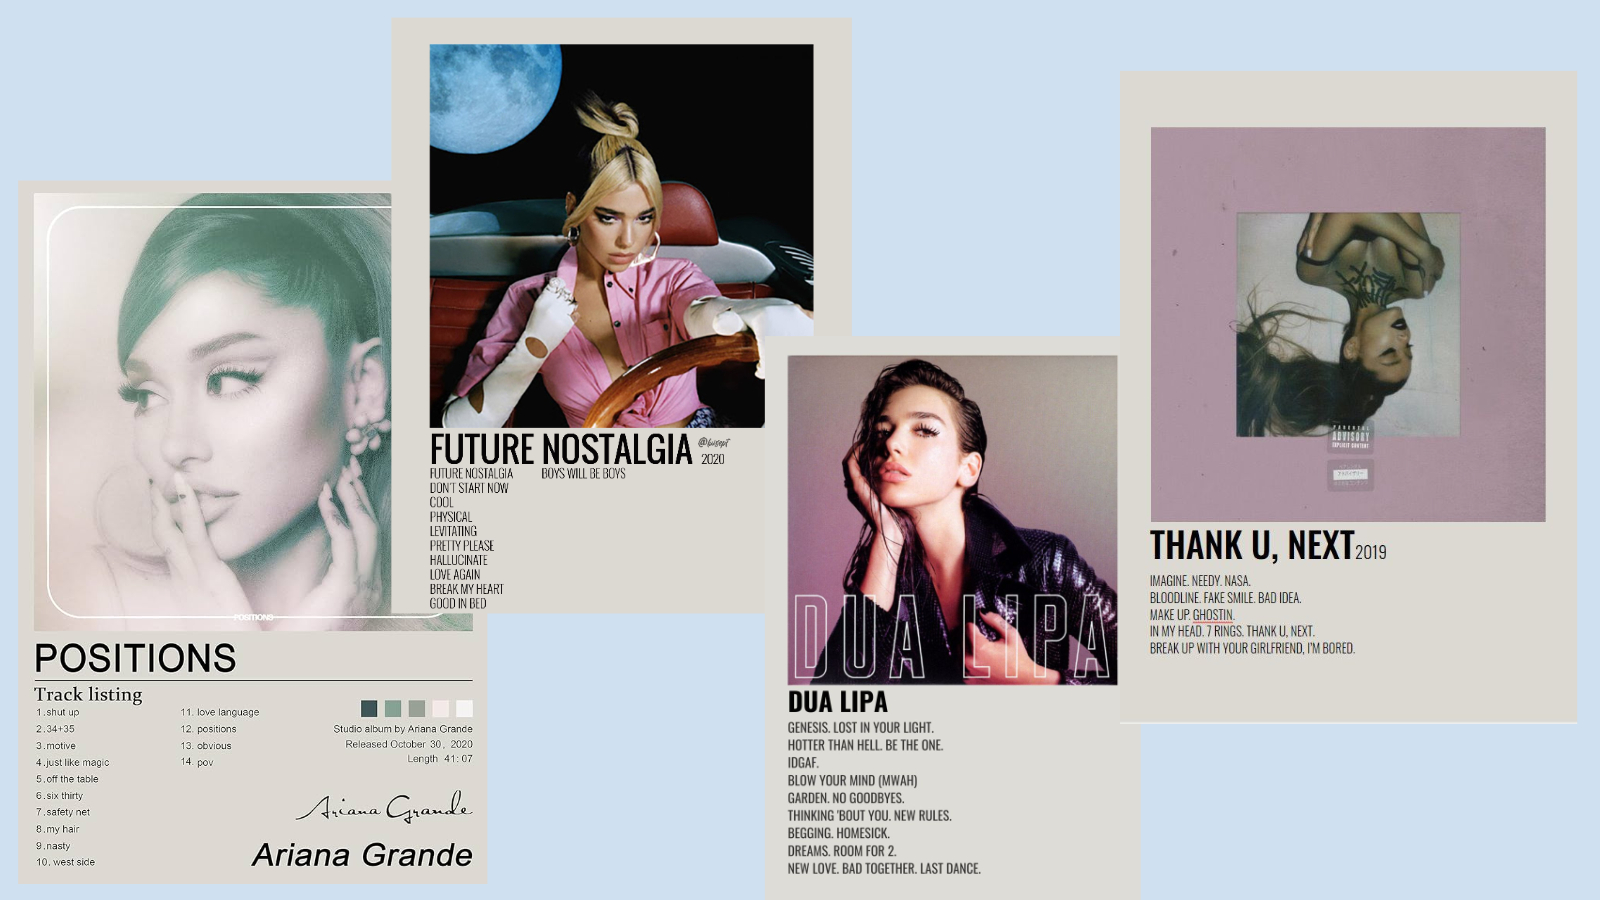 POSITIONS
POSITIONS
Track listing
1.shut up
2.34+35
3.motive
4.just like magic
5.off the table
6.six thirty
7.safety net
8.my hair
9.nasty
10. west side
11. love language
12. positions
13. obvious
14. pov
Studio album by Ariana Grande
Released October 30, 2020
Length 41:07
Ariana Grande
Ariana Grande
FUTURE NOSTALGIA
2020
FUTURE NOSTALGIA
DON'T START NOW
COOL
PHYSICAL
LEVITATING
PRETTY PLEASE
HALLUCINATE
LOVE AGAIN
BREAK MY HEART
GOOD IN BED
BOYS WILL BE BOYS
DUA LIPA
DUA LIPA
GENESIS. LOST IN YOUR LIGHT.
HOTTER THAN HELL. BE THE ONE.
IDGAF.
BLOW YOUR MIND (MWAH)
GARDEN. NO GOODBYES.
THINKING 'BOUT YOU. NEW RULES.
BEGGING. HOMESICK.
DREAMS. ROOM FOR 2.
NEW LOVE. BAD TOGETHER. LAST DANCE.
PARENTAL
ADVISORY
EXPLICIT CONTENT
THANK U, NEXT 2019
IMAGINE. NEEDY. NASA.
BLOODLINE. FAKE SMILE. BAD IDEA.
MAKE UP. GHOSTIN.
IN MY HEAD. 7 RINGS. THANK U, NEXT.
BREAK UP WITH YOUR GIRLFRIEND, I'M BORED.